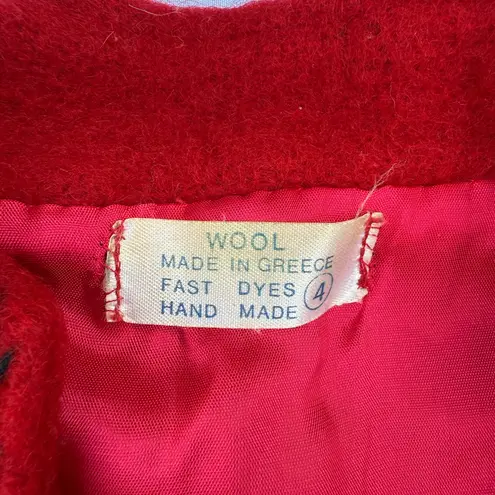 WOOL
MADE IN GREECE
FAST DYES 4
HAND MADE